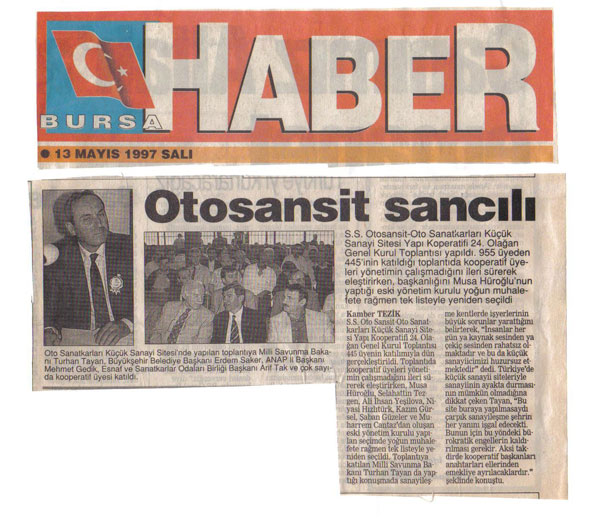 HABER
BURSA
● 13 MAYIS 1997 SALI
Otosansit sancılı
S.S. Otosansit-Oto Sanatkarları Küçük
Sanayi Sitesi Yapı Koperatifi 24. Olağan
Genel Kurul Toplantısı yapıldı. 955 üyeden
445'inin katıldığı toplantıda kooperatif üye-
leri yönetimin çalışmadığını ileri sürerek
eleştirirken, başkanlığını Musa Hüroğlu'nun
yaptığı eski yönetim kurulu yoğun muhale-
fete rağmen tek listeyle yeniden seçildi
Oto Sanatkarları Küçük Sanayi Sitesi'nde yapılan toplantıya Milli Savunma Baka-
nı Turhan Tayan, Büyükşehir Belediye Başkanı Erdem Saker, ANAP İl Başkanı
Mehmet Gedik, Esnaf ve Sanatkarlar Odaları Birliği Başkanı Arif Tak ve çok sayı-
da kooperatif üyesi katıldı.
Kamber TEZİK
S.S. Oto Sansit-Oto Sanat-
karları Küçük Sanayi Site-
si Yapı Kooperatifi 24. Ola-
ğan Genel Kurul Toplantısı
445 üyenin katılımıyla dün
gerçekleştirildi. Toplantıda
kooperatif üyeleri yöneti-
min çalışmadığını ileri sü-
rerek eleştirirken, Musa
Hüroğlu, Selahattin Tez-
gen, Ali İhsan Yeşilova, Ni-
yasi Hızlıtürk, Kazım Gür-
sel, Şaban Güzeler ve Mu-
harrem Cantaz'dan oluşan
eski yönetim kurulu yapı-
lan seçimde yoğun muhale-
fete rağmen tek listeyle ye-
niden seçildi. Toplantıya
katılan Milli Savunma Ba-
kanı Turhan Tayan da yap-
tığı konuşmada sanayileş-
me kentlerde isteyenlerin
büyük sorunlar yarattığını
belirterek, "İnsanlar her
gün ya kaynak sesinden ya
çekiç sesinden rahatsız ol-
maktadır ve bu da küçük
sanayicimizi huzursuz et-
mektedir" dedi. Türkiye'de
küçük sanayi siteleriyle
sanayinin ayakta durması-
nın mümkün olmadığına
dikkat çeken Tayan, "Bu
site buraya yapılmasaydı
çarpık sanayileşme şehrin
her yanını işgal edecekti.
Bunun için bu yöndeki bü-
rokratik engellerin kaldı-
rılması gerekir. Aksi tak-
dirde kooperatif başkanları
anahtarları ellerinden
emekliye ayrılacaklardır."
şeklinde konuştu.